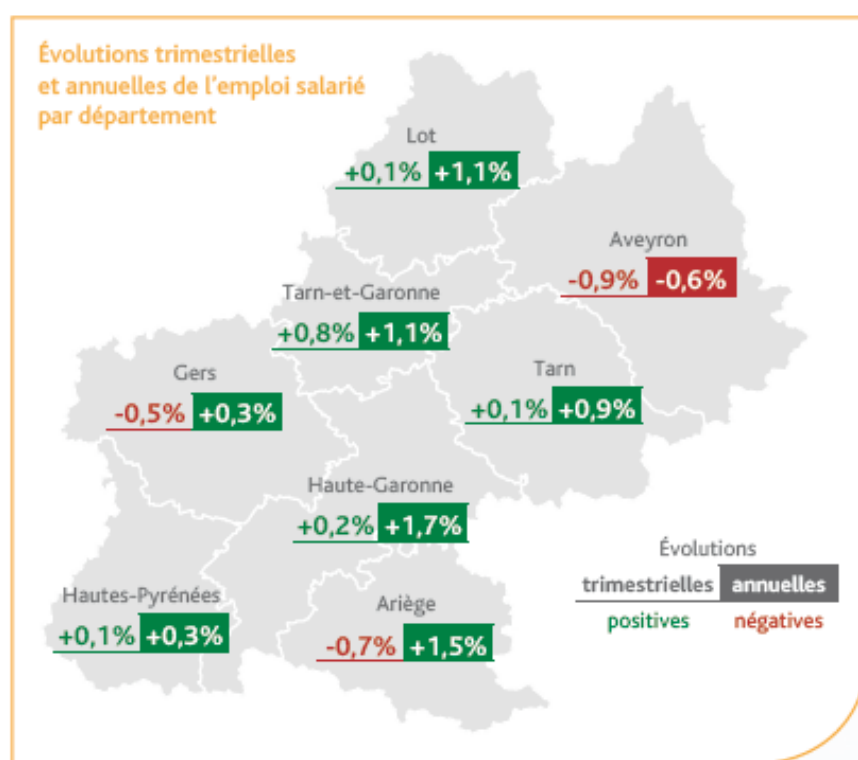 Évolutions trimestrielles
et annuelles de l'emploi salarié
par département
Lot
+0,1% +1,1%
Aveyron
-0,9% -0,6%
Tarn-et-Garonne
+0,8% +1,1%
Gers
-0,5% +0,3%
Tarn
+0,1% +0,9%
Haute-Garonne
+0,2% +1,7%
Hautes-Pyrénées
+0,1% +0,3%
Ariège
-0,7% +1,5%
Évolutions
trimestrielles annuelles
positives négatives